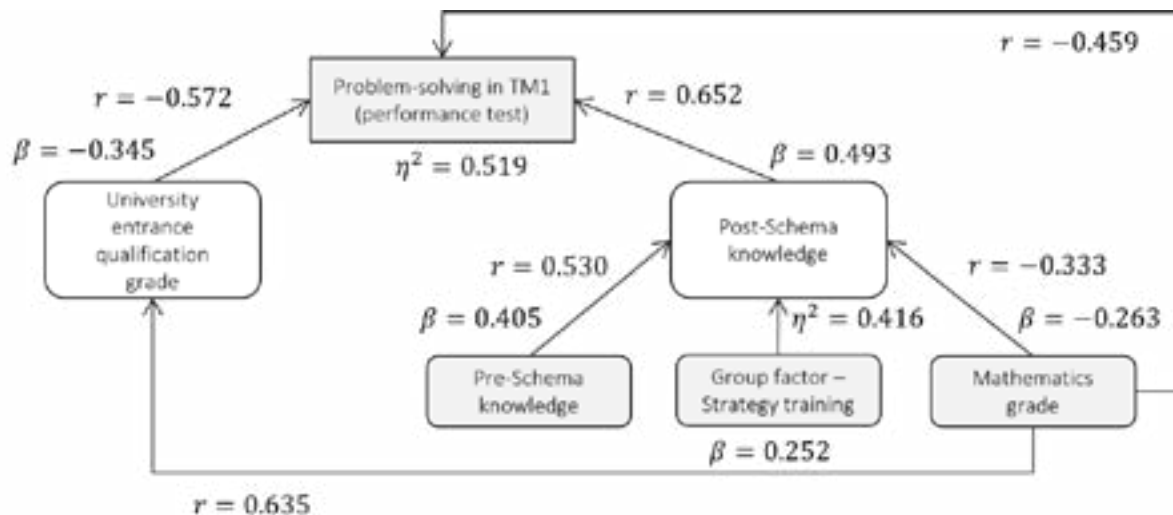 r = −0.459
Problem-solving in TM1
(performance test)
r = −0.572
r = 0.652
β = −0.345
η² = 0.519
β = 0.493
University
entrance
qualification
grade
Post-Schema
knowledge
r = 0.530
r = −0.333
β = 0.405
η² = 0.416
β = −0.263
Pre-Schema
knowledge
Group factor –
Strategy training
Mathematics
grade
β = 0.252
r = 0.635